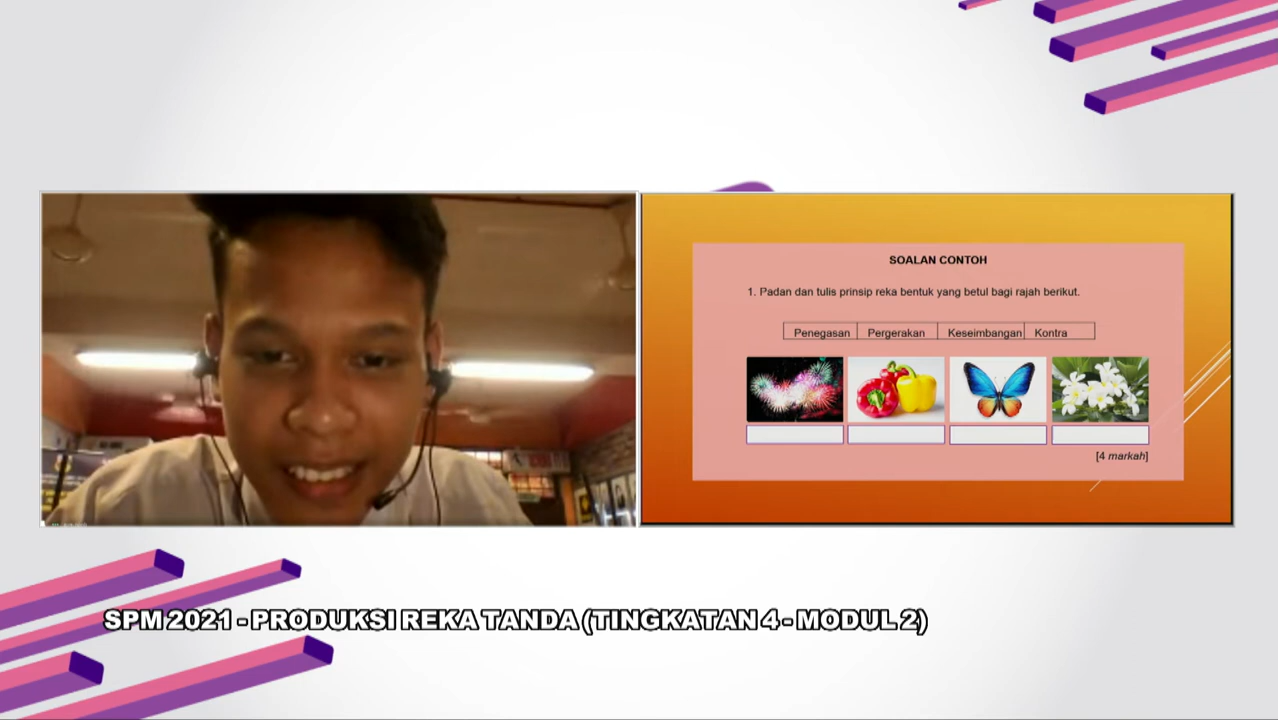 SOALAN CONTOH
1. Padan dan tulis prinsip reka bentuk yang betul bagi rajah berikut.
Penegasan Pergerakan Keseimbangan Kontra
[4 markah]
SPM 2021 - PRODUKSI REKA TANDA (TINGKATAN 4 - MODUL 2)